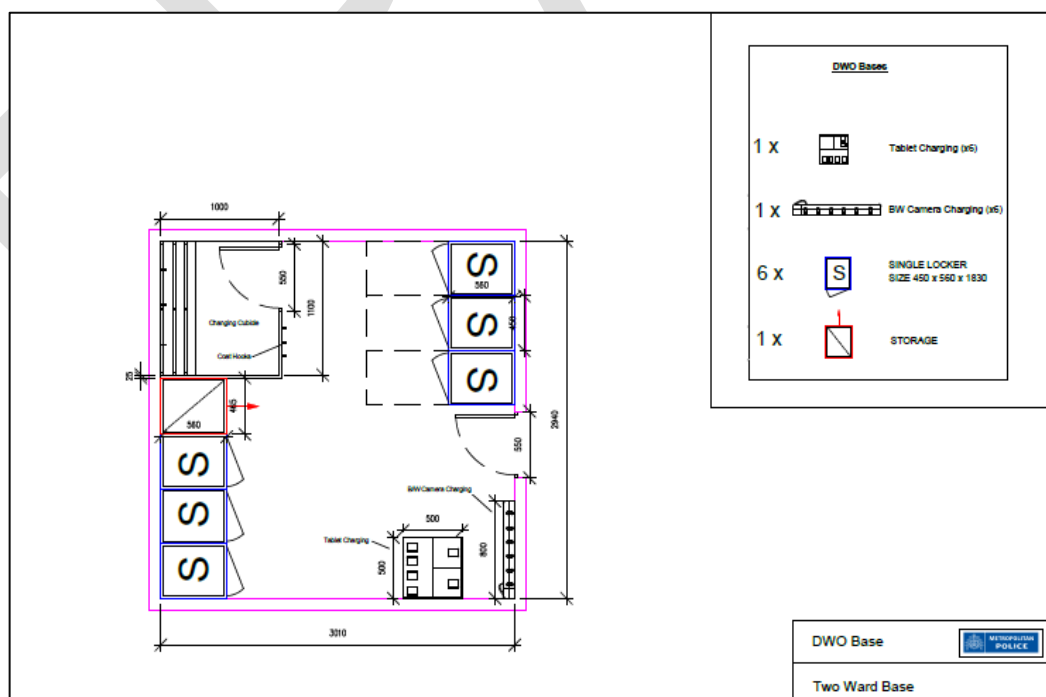 DWO Bases
1 x
Tablet Charging (x6)
1 x
BW Camera Charging (x6)
6 x
S
SINGLE LOCKER
SIZE 450 x 560 x 1830
1 x
STORAGE
1000
550
1100
Changing Cubicle
Coat Hooks
25
465
560
S
S
S
S
S
S
560
450
2940
550
B/W Camera Charging
Tablet Charging
500
500
800
3010
DWO Base
METROPOLITAN
POLICE
Two Ward Base